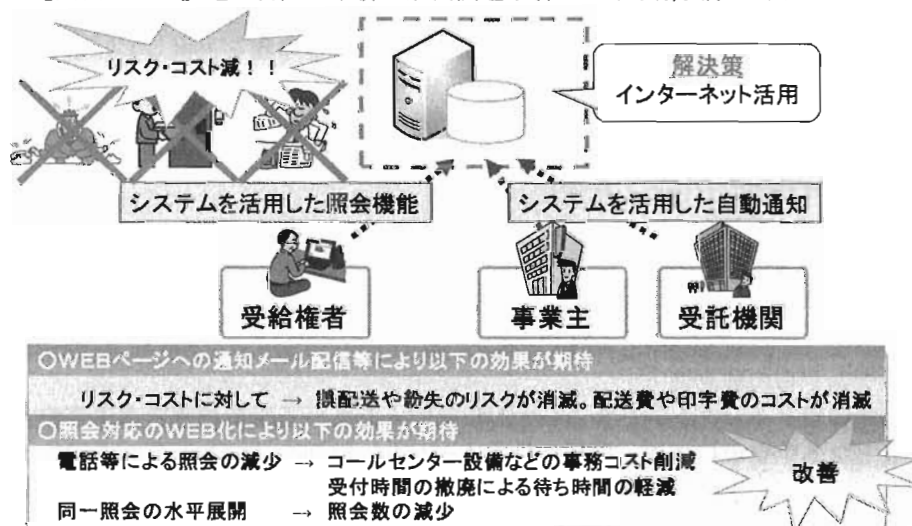 リスク・コスト減！！
解決策
インターネット活用
システムを活用した照会機能
システムを活用した自動通知
受給権者
事業主
受託機関
○WEBページへの通知メール配信等により以下の効果が期待
リスク・コストに対して → 誤配送や紛失のリスクが消滅。配送費や印字費のコストが消滅
○照会対応のWEB化により以下の効果が期待
電話等による照会の減少 → コールセンター設備などの事務コスト削減
受付時間の撤廃による待ち時間の軽減
同一照会の水平展開 → 照会数の減少
改善